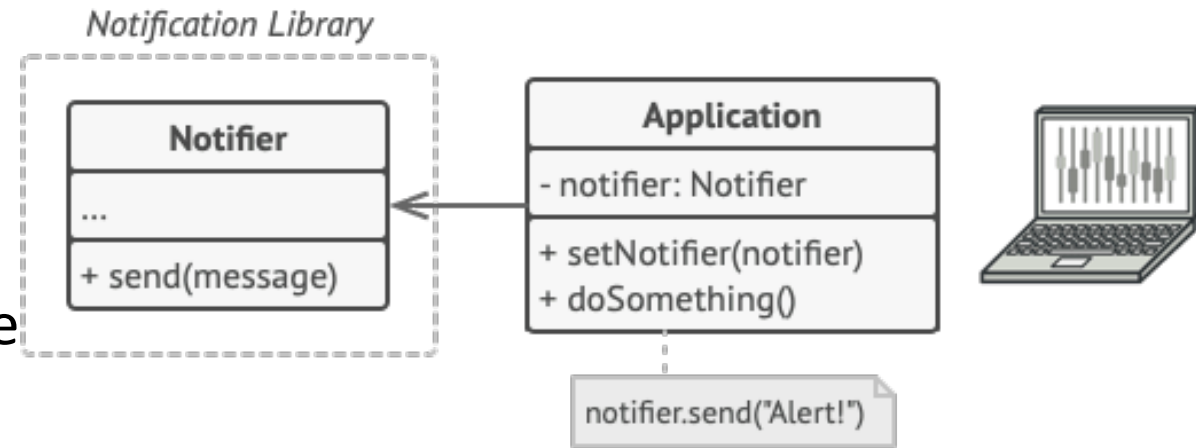 Notification Library
Notifier
...
+ send(message)
e
Application
- notifier: Notifier
+ setNotifier(notifier)
+ doSomething()
notifier.send("Alert!")